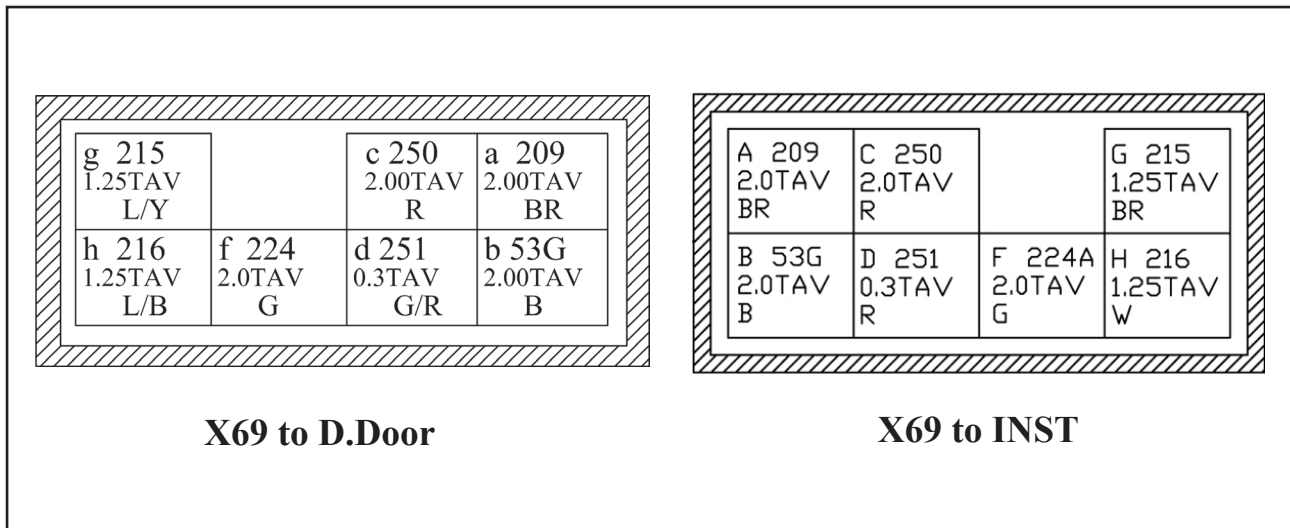 g 215
1.25TAV
L/Y
c 250
2.00TAV
R
a 209
2.00TAV
BR
h 216
1.25TAV
L/B
f 224
2.0TAV
G
d 251
0.3TAV
G/R
b 53G
2.00TAV
B
X69 to D.Door
A 209
2.0TAV
BR
C 250
2.0TAV
R
G 215
1.25TAV
BR
B 53G
2.0TAV
B
D 251
0.3TAV
R
F 224A
2.0TAV
G
H 216
1.25TAV
W
X69 to INST